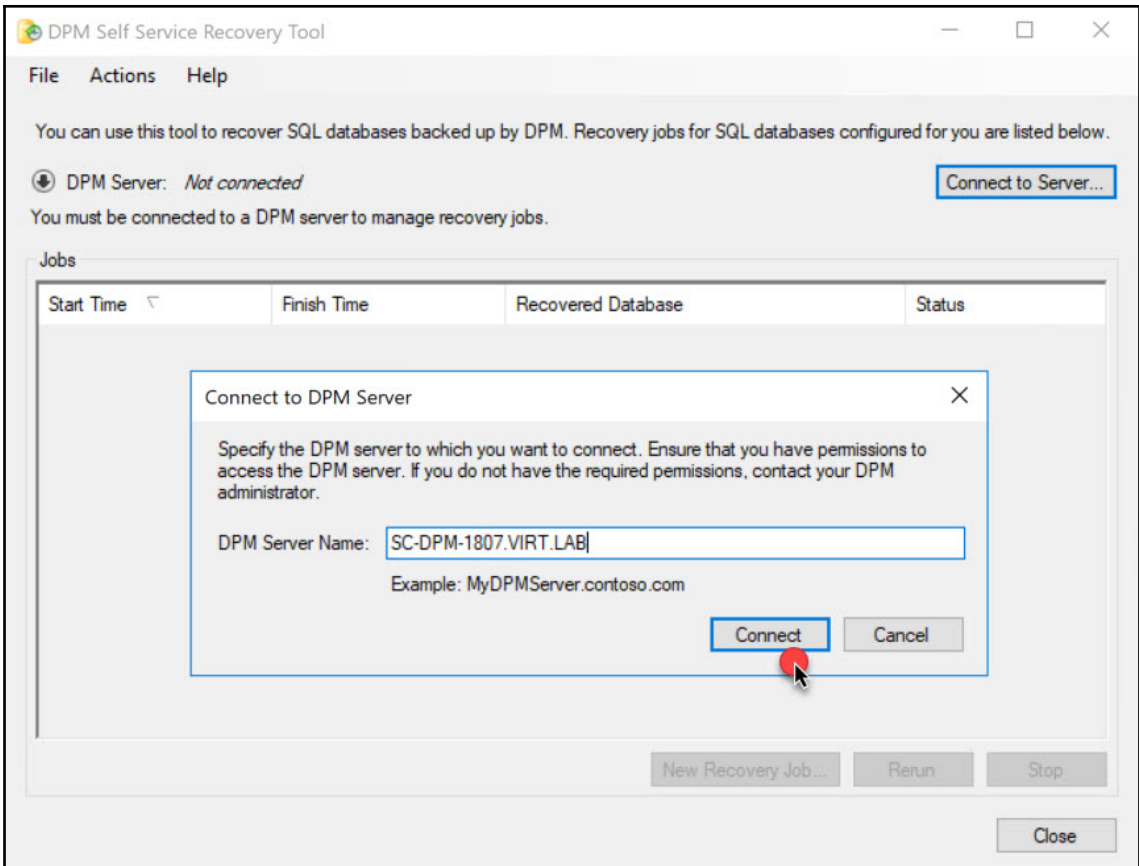 DPM Self Service Recovery Tool
File Actions Help
You can use this tool to recover SQL databases backed up by DPM. Recovery jobs for SQL databases configured for you are listed below.
DPM Server: Not connected
Connect to Server...
You must be connected to a DPM server to manage recovery jobs.
Jobs
Start Time Finish Time Recovered Database Status
Connect to DPM Server
Specify the DPM server to which you want to connect. Ensure that you have permissions to
access the DPM server. If you do not have the required permissions, contact your DPM
administrator.
DPM Server Name: SC-DPM-1807.VIRT.LAB
Example: MyDPMServer.contoso.com
Connect Cancel
New Recovery Job... Rerun Stop
Close